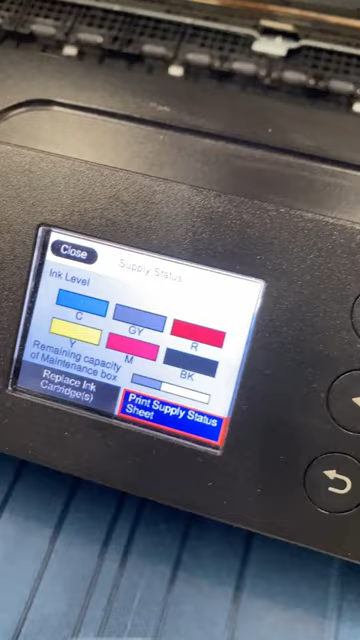 Close
Supply Status
Ink Level
C
GY
R
Y
M
BK
Remaining capacity
of Maintenance box
Replace Ink
Cartridge(s)
Print Supply Status
Sheet